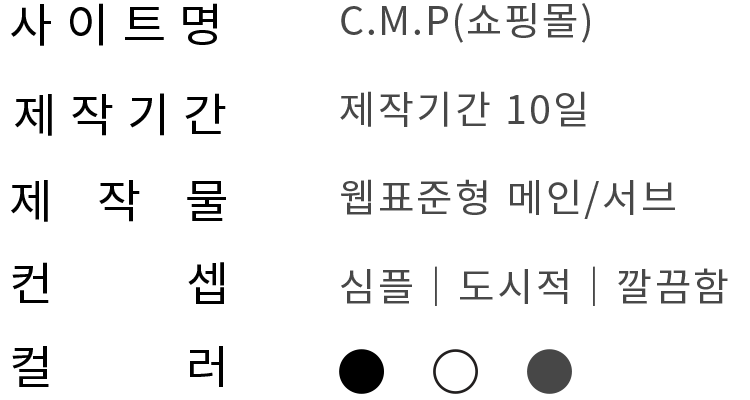 사이트명 C.M.P(쇼핑몰)
제작기간 제작기간 10일
제작물 웹표준형 메인/서브
컨셉 심플 | 도시적 | 깔끔함
컬러